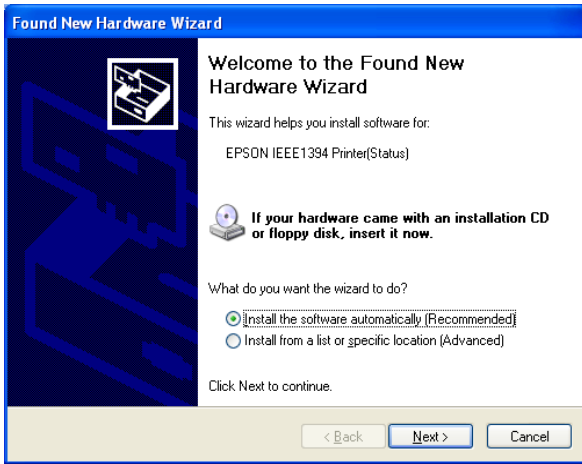 Found New Hardware Wizard
Welcome to the Found New
Hardware Wizard
This wizard helps you install software for:
EPSON IEEE1394 Printer(Status)
If your hardware came with an installation CD
or floppy disk, insert it now.
What do you want the wizard to do?
Install the software automatically (Recommended)
Install from a list or specific location (Advanced)
Click Next to continue.
< Back
Next >
Cancel